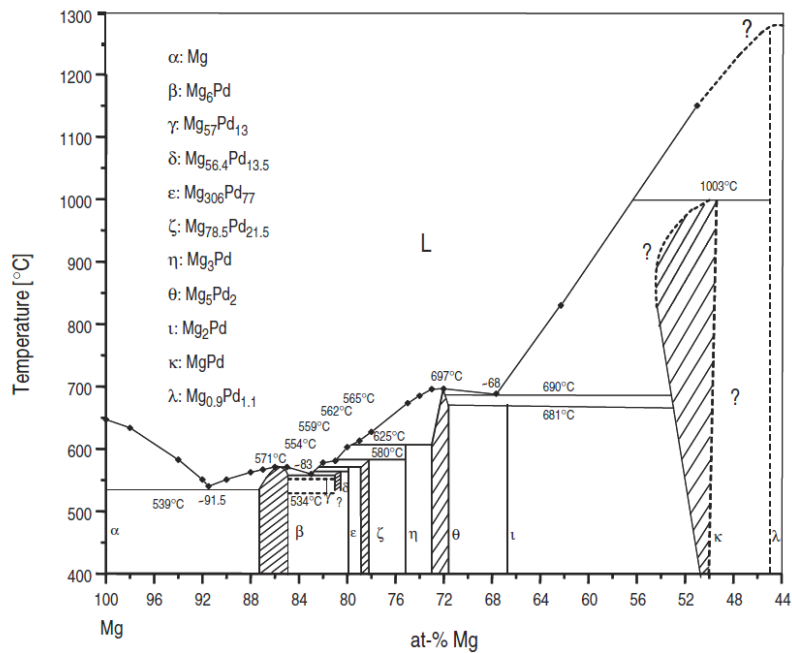 1300
1200
1100
1000
900
800
700
600
500
400
Temperature [°C]
α: Mg
β: Mg₆Pd
γ: Mg₅₇Pd₁₃
δ: Mg₅₆.₄Pd₁₃.₅
ε: Mg₃₀₆Pd₇₇
ζ: Mg₇₈.₅Pd₂₁.₅
η: Mg₃Pd
θ: Mg₅Pd₂
ι: Mg₂Pd
κ: MgPd
λ: Mg₀.₉Pd₁.₁
L
?
1003°C
?
?
697°C
~68
690°C
681°C
565°C
562°C
559°C
554°C
571°C
~83
625°C
580°C
539°C
~91.5
534°C
γ
?
δ
α
β
ε
ζ
η
θ
ι
κ
λ
100 96 92 88 84 80 76 72 68 64 60 56 52 48 44
Mg
at-% Mg